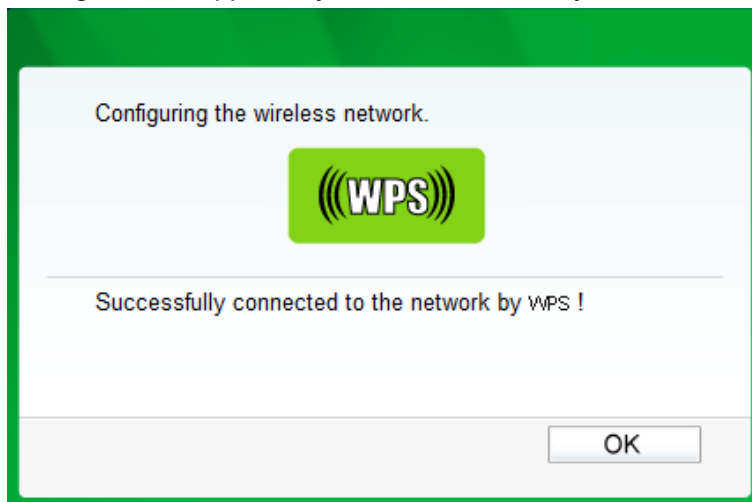 Configuring the wireless network.
(((WPS)))
Successfully connected to the network by WPS !
OK